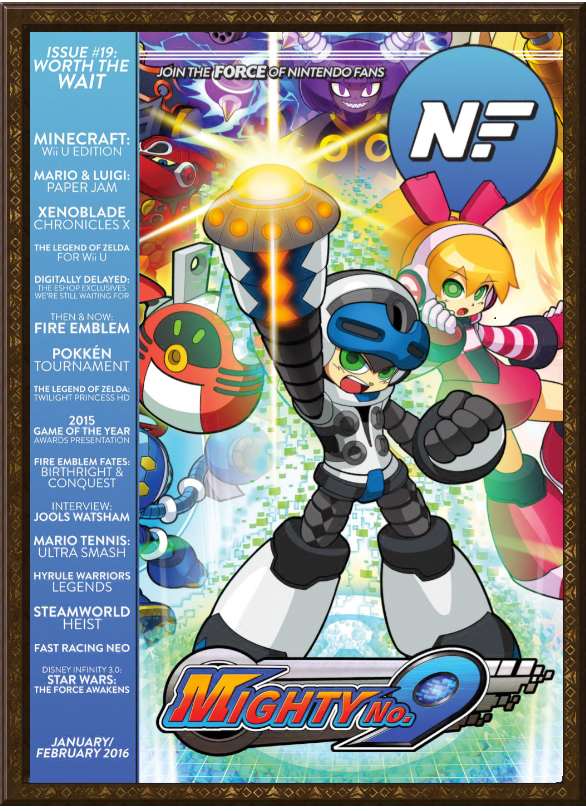 ISSUE #19:
WORTH THE
WAIT
MINECRAFT:
Wii U EDITION
MARIO & LUIGI:
PAPER JAM
XENOBLADE
CHRONICLES X
THE LEGEND OF ZELDA
FOR Wii U
DIGITALLY DELAYED:
THE ESHOP EXCLUSIVES
WE'RE STILL WAITING FOR
THEN & NOW:
FIRE EMBLEM
POKKÉN
TOURNAMENT
THE LEGEND OF ZELDA:
TWILIGHT PRINCESS HD
2015
GAME OF THE YEAR
AWARDS PRESENTATION
FIRE EMBLEM FATES:
BIRTHRIGHT &
CONQUEST
INTERVIEW:
JOOLS WATSHAM
MARIO TENNIS:
ULTRA SMASH
HYRULE WARRIORS
LEGENDS
STEAMWORLD
HEIST
FAST RACING NEO
DISNEY INFINITY 3.0:
STAR WARS:
THE FORCE AWAKENS
JANUARY/
FEBRUARY 2016
JOIN THE FORCE OF NINTENDO FANS
NF
MIGHTY No. 9